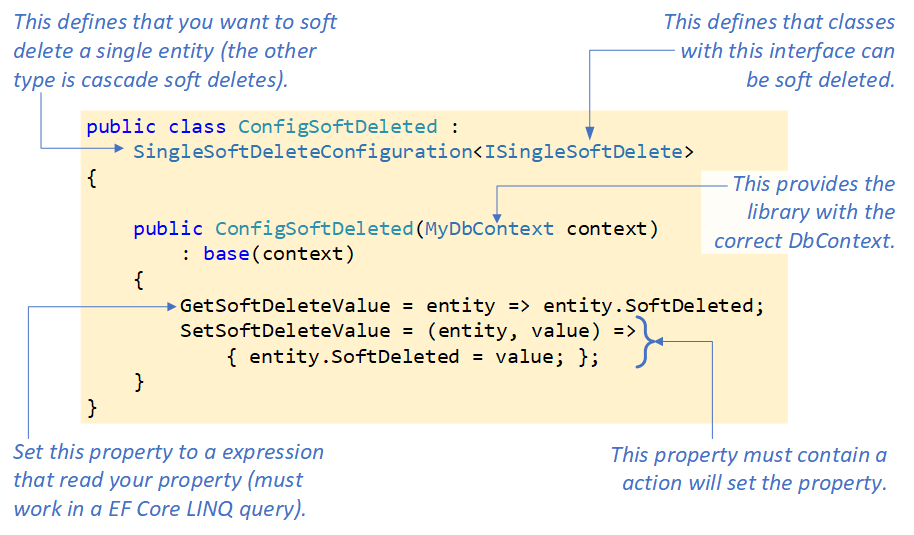 This defines that you want to soft
delete a single entity (the other
type is cascade soft deletes).
This defines that classes
with this interface can
be soft deleted.
public class ConfigSoftDeleted :
SingleSoftDeleteConfiguration<ISingleSoftDelete>
{
This provides the
library with the
correct DbContext.
public ConfigSoftDeleted(MyDbContext context)
: base(context)
{
GetSoftDeleteValue = entity => entity.SoftDeleted;
SetSoftDeleteValue = (entity, value) =>
{ entity.SoftDeleted = value; };
}
}
Set this property to a expression
that read your property (must
work in a EF Core LINQ query).
This property must contain a
action will set the property.